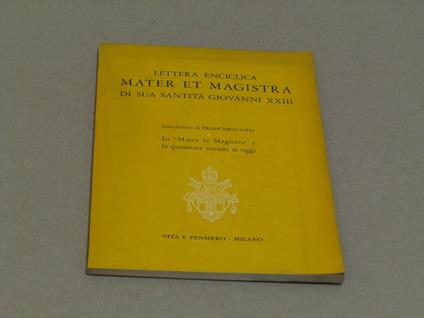 LETTERA ENCICLICA
MATER ET MAGISTRA
DI SUA SANTITÀ GIOVANNI XXIII
Introduzione di FRANCESCO VITO
La "Mater et Magistra" e
la questione sociale di oggi
VITA E PENSIERO - MILANO